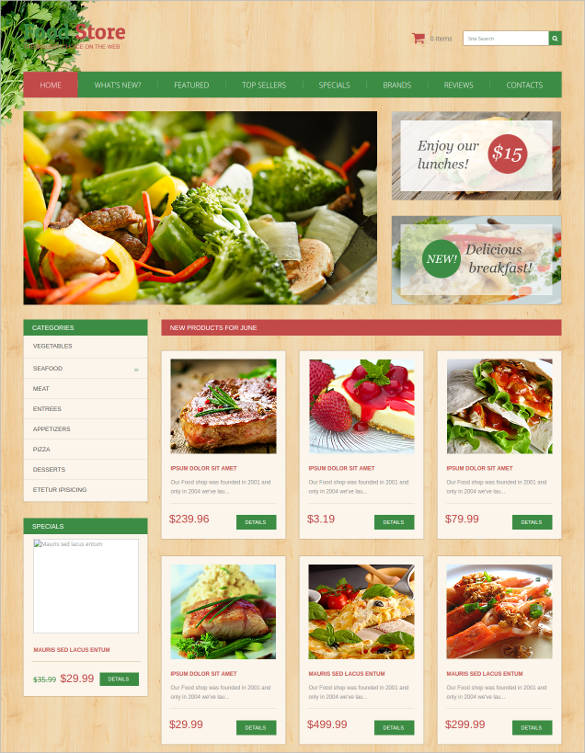 Food Store
CE ON THE WEB
0 Items
Site Search
HOME
WHAT'S NEW?
FEATURED
TOP SELLERS
SPECIALS
BRANDS
REVIEWS
CONTACTS
Enjoy our
lunches!
$15
NEW!
Delicious
breakfast!
CATEGORIES
VEGETABLES
SEAFOOD
MEAT
ENTREES
APPETIZERS
PIZZA
DESSERTS
ETETUR IPISICING
SPECIALS
Mauris sed lacus entum
MAURIS SED LACUS ENTUM
$35.99 $29.99
DETAILS
NEW PRODUCTS FOR JUNE
IPSUM DOLOR SIT AMET
Our Food shop was founded in 2001 and
only in 2004 we've lau...
$239.96
DETAILS
IPSUM DOLOR SIT AMET
Our Food shop was founded in 2001 and
only in 2004 we've lau...
$3.19
DETAILS
IPSUM DOLOR SIT AMET
Our Food shop was founded in 2001 and
only in 2004 we've lau...
$79.99
DETAILS
IPSUM DOLOR SIT AMET
Our Food shop was founded in 2001 and
only in 2004 we've lau...
$29.99
DETAILS
MAURIS SED LACUS ENTUM
Our Food shop was founded in 2001 and
only in 2004 we've lau...
$499.99
DETAILS
MAURIS SED LACUS ENTUM
Our Food shop was founded in 2001 and
only in 2004 we've lau...
$299.99
DETAILS